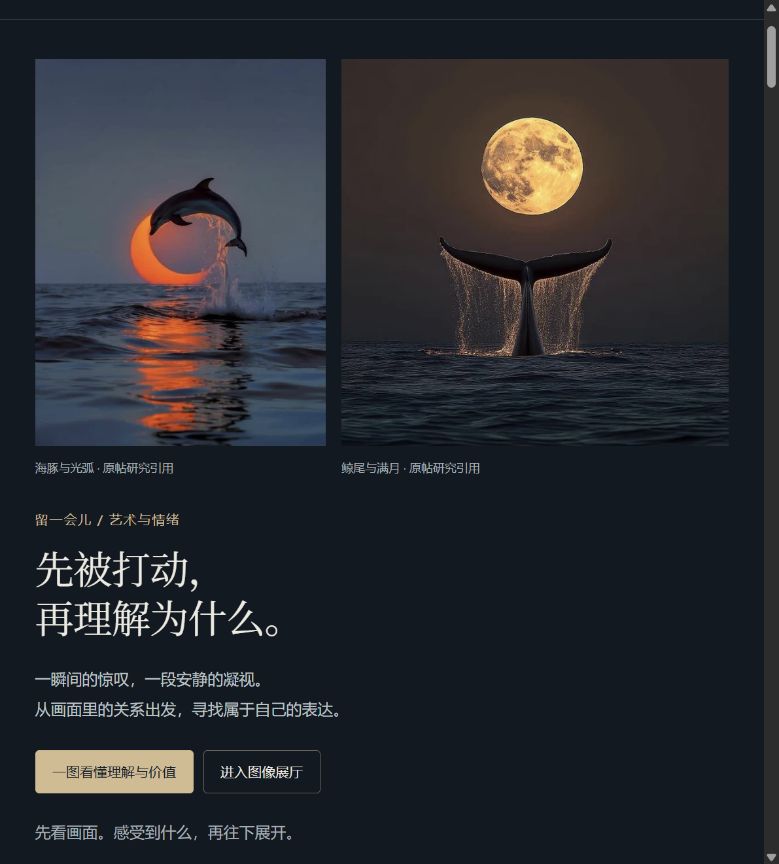 海豚与光弧 · 原帖研究引用
鲸尾与满月 · 原帖研究引用
留一会儿 / 艺术与情绪
先被打动，
再理解为什么。
一瞬间的惊叹，一段安静的凝视。
从画面里的关系出发，寻找属于自己的表达。
一图看懂理解与价值
进入图像展厅
先看画面。感受到什么，再往下展开。